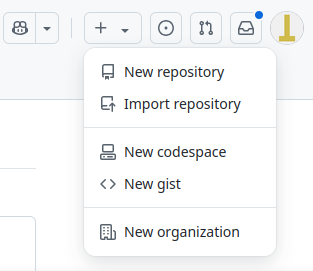 New repository
Import repository
New codespace
New gist
New organization